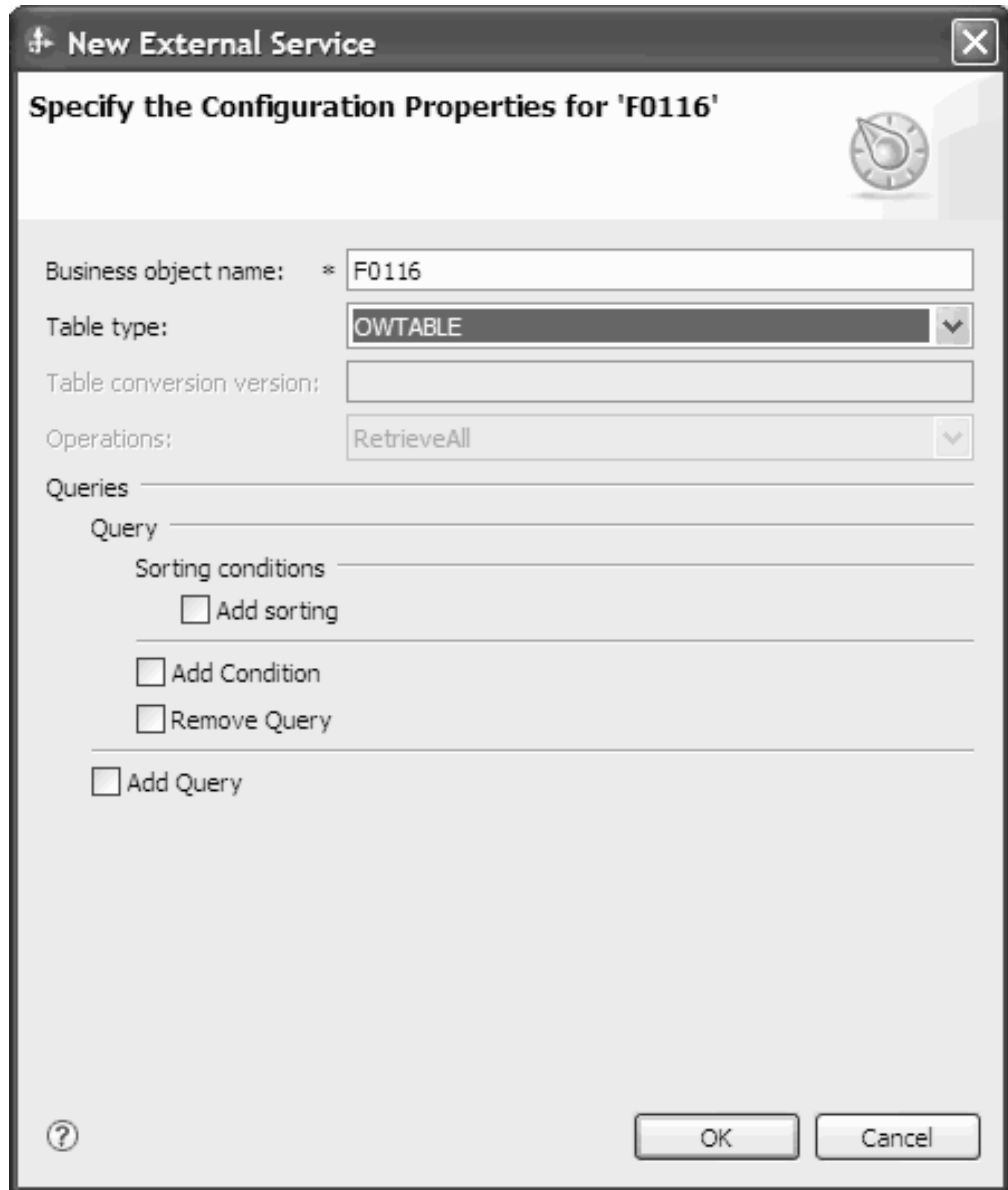 New External Service
Specify the Configuration Properties for 'F0116'
Business object name: * F0116
Table type: OWTABLE
Table conversion version:
Operations: RetrieveAll
Queries
Query
Sorting conditions
Add sorting
Add Condition
Remove Query
Add Query
? OK Cancel